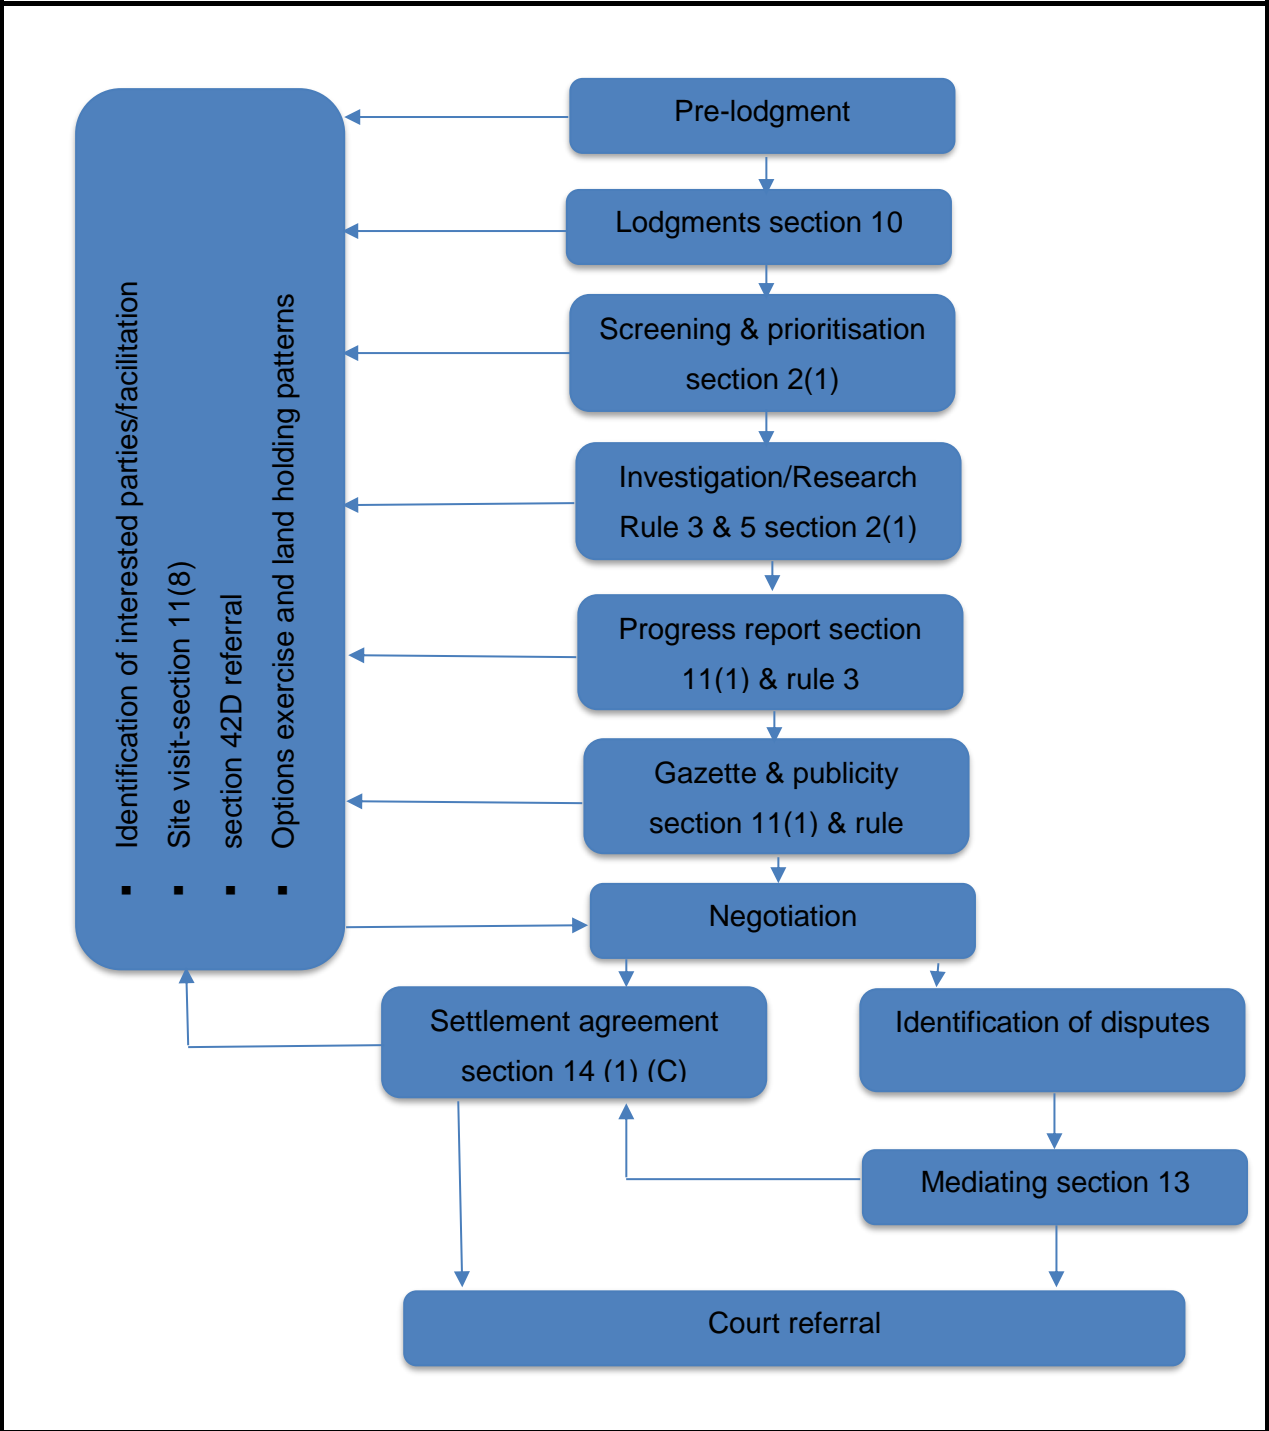 Pre-lodgment
Lodgments section 10
Screening & prioritisation
section 2(1)
Investigation/Research
Rule 3 & 5 section 2(1)
Progress report section
11(1) & rule 3
Gazette & publicity
section 11(1) & rule
Negotiation
▪ Identification of interested parties/facilitation
▪ Site visit-section 11(8)
▪ section 42D referral
▪ Options exercise and land holding patterns
Settlement agreement
section 14 (1) (C)
Identification of disputes
Mediating section 13
Court referral